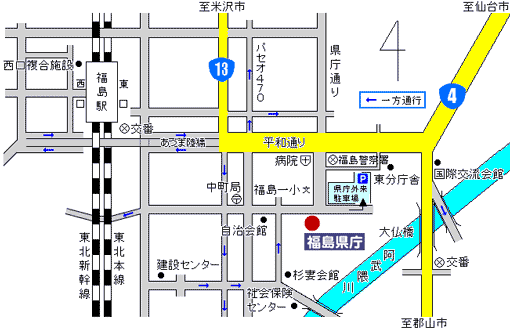 至米沢市
至仙台市
13
4
県庁通り
パセオ470
西口
複合施設
福島駅
西
東
一方通行
交番
あづま陸橋
平和通り
病院
福島警察署
国際交流会館
東分庁舎
P
県庁外来
駐車場
中町局
福島一小
文
自治会館
福島県庁
大仏橋
阿武隈川
交番
東北新幹線
東北本線
建設センター
杉雲会館
社会保険
センター
至郡山市